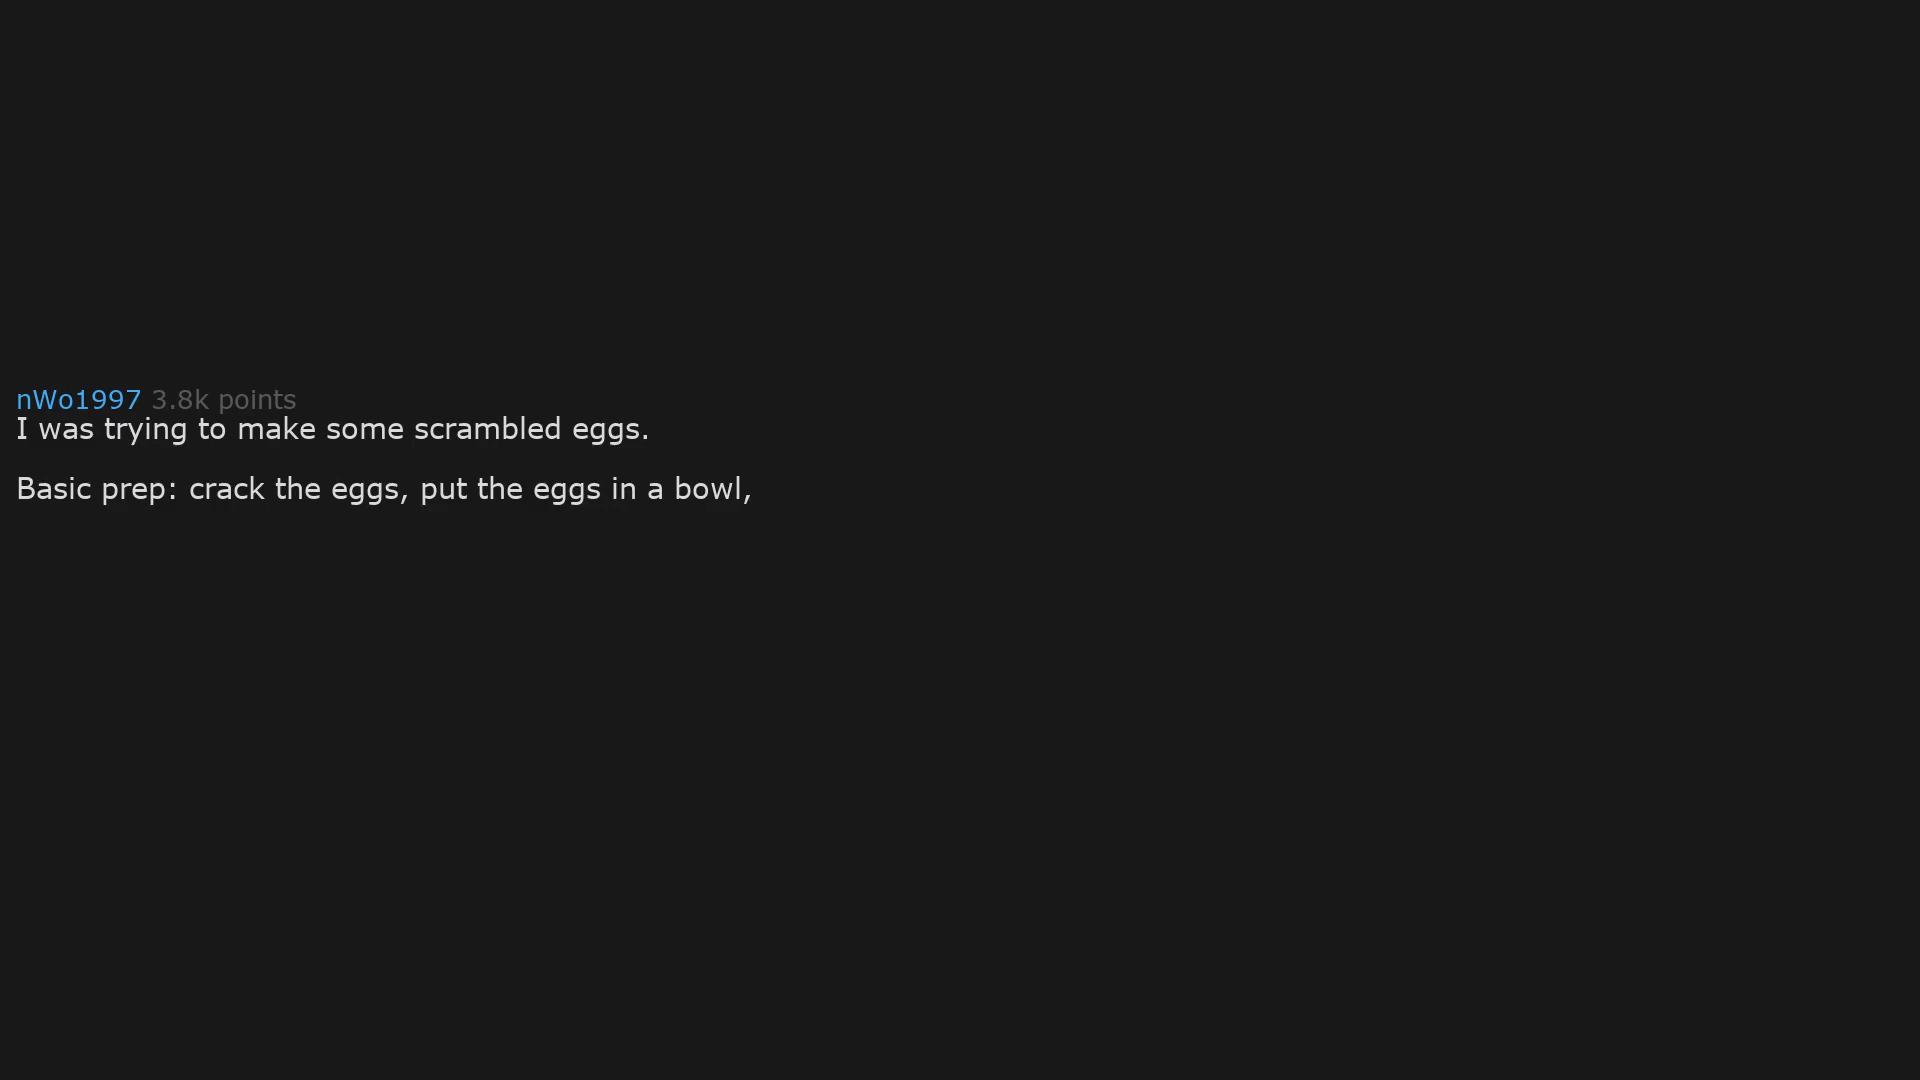 nWo1997 3.8k points
I was trying to make some scrambled eggs.
Basic prep: crack the eggs, put the eggs in a bowl,